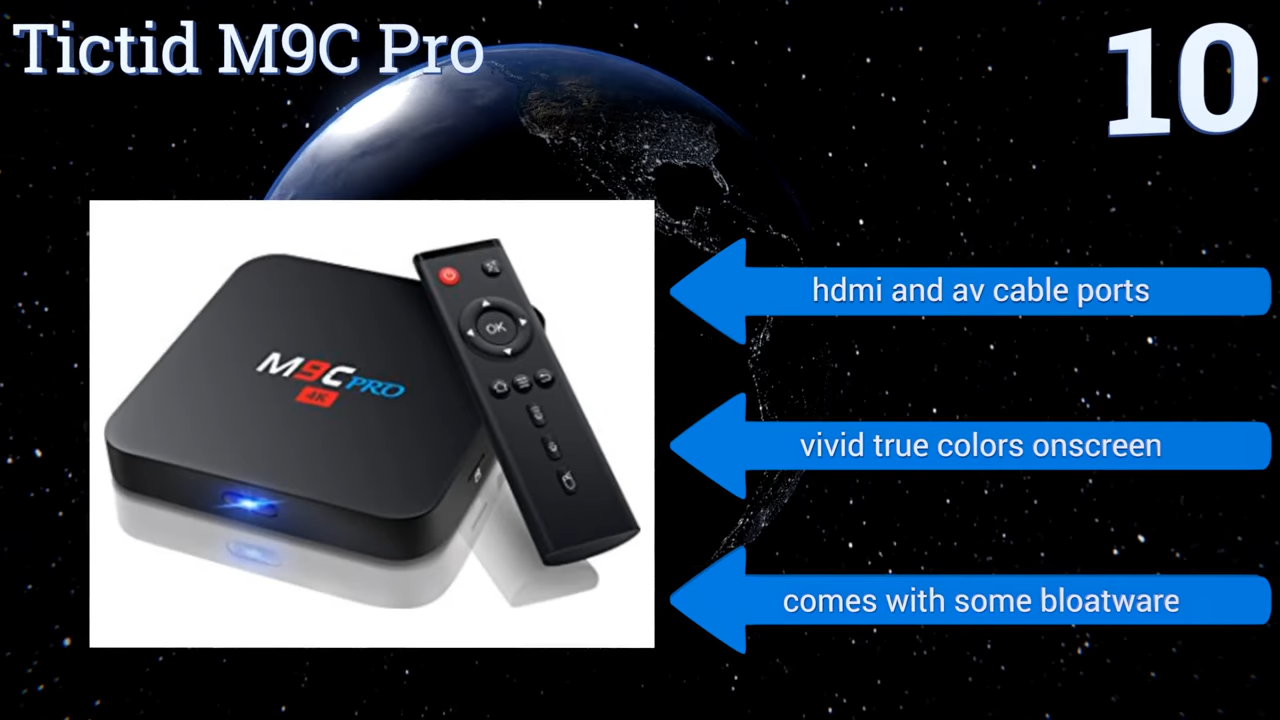 Tictid M9C Pro
10
hdmi and av cable ports
M9C PRO
4K
OK
vivid true colors onscreen
comes with some bloatware